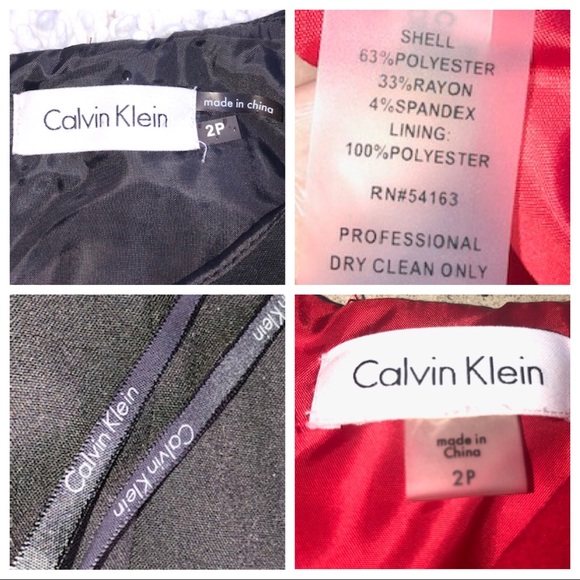 Calvin Klein
made in china
2P
SHELL
63%POLYESTER
33%RAYON
4%SPANDEX
LINING:
100%POLYESTER
RN#54163
PROFESSIONAL
DRY CLEAN ONLY
Calvin Klein
Calvin Klein
Klein
Calvin Klein
made in
China
2P